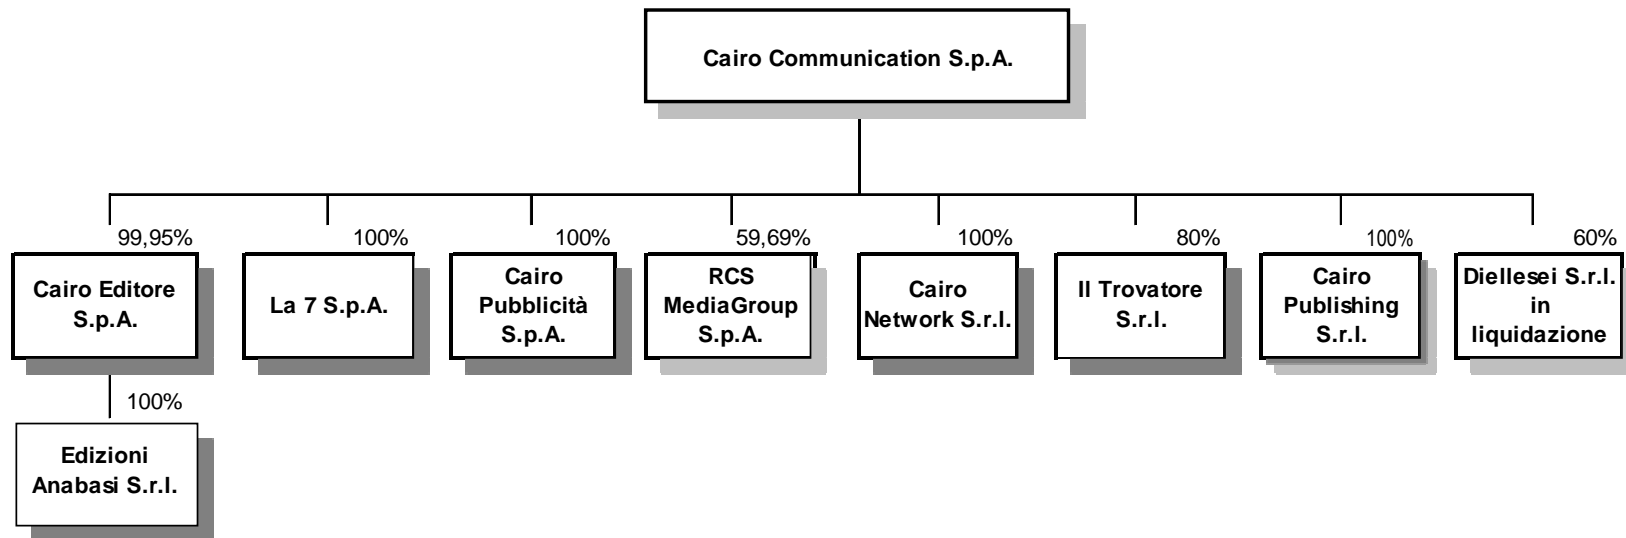 Cairo Communication S.p.A.
99,95%
100%
100%
59,69%
100%
80%
100%
60%
Cairo Editore
S.p.A.
La 7 S.p.A.
Cairo
Pubblicità
S.p.A.
RCS
MediaGroup
S.p.A.
Cairo
Network S.r.l.
Il Trovatore
S.r.l.
Cairo
Publishing
S.r.l.
Diellesei S.r.l.
in
liquidazione
100%
Edizioni
Anabasi S.r.l.